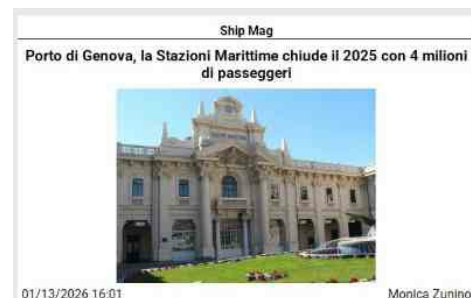 Ship Mag
Porto di Genova, la Stazioni Marittime chiude il 2025 con 4 milioni
di passeggeri
01/13/2026 16:01
Monica Zunino